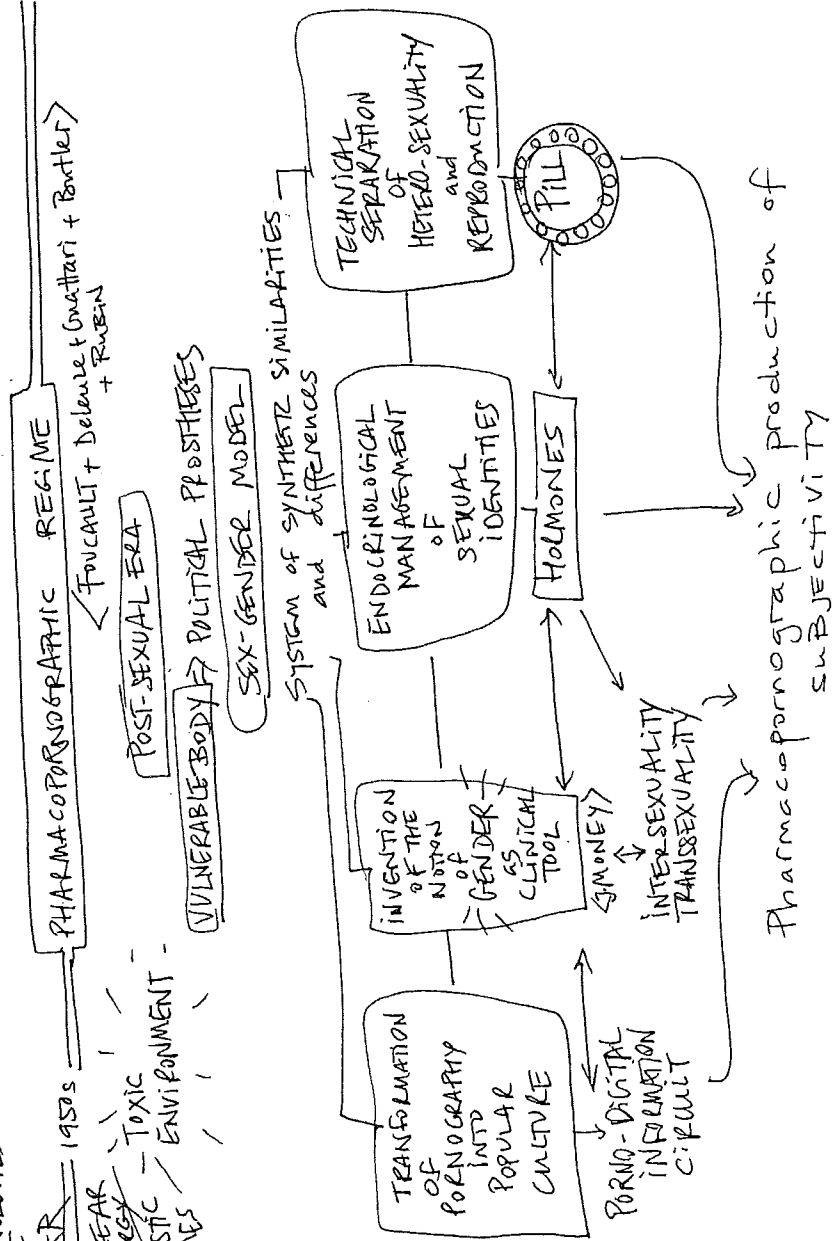 1950s
PHARMACOPORNOGRAPHIC REGIME
<FOUCAULT + Deleuze + Guattari + Butler>
+ RUBIN
TOXIC
ENVIRONMENT
POST-SEXUAL ERA
VULNERABLE BODY → POLITICAL PROSTHESES
SEX-GENDER MODEL
SYSTEM of SYNTHETIC SIMILARITIES
and differences
TRANFORMATION
OF
PORNOGRAPHY
INTO
POPULAR
CULTURE
INVENTION
OF THE
NOTION
OF
GENDER
as
CLINICAL
TOOL
ENDOCRINOLOGICAL
MANAGEMENT
OF
SEXUAL
IDENTITIES
TECHNICAL
SEPARATION
OF
HETERO-SEXUALITY
and
REPRODUCTION
PORNO-DIGITAL
INFORMATION
CIRCUIT
<J MONEY>
INTERSEXUALITY
TRANSSEXUALITY
HORMONES
PILL
Pharmacopornographic production of
SUBJECTIVITY